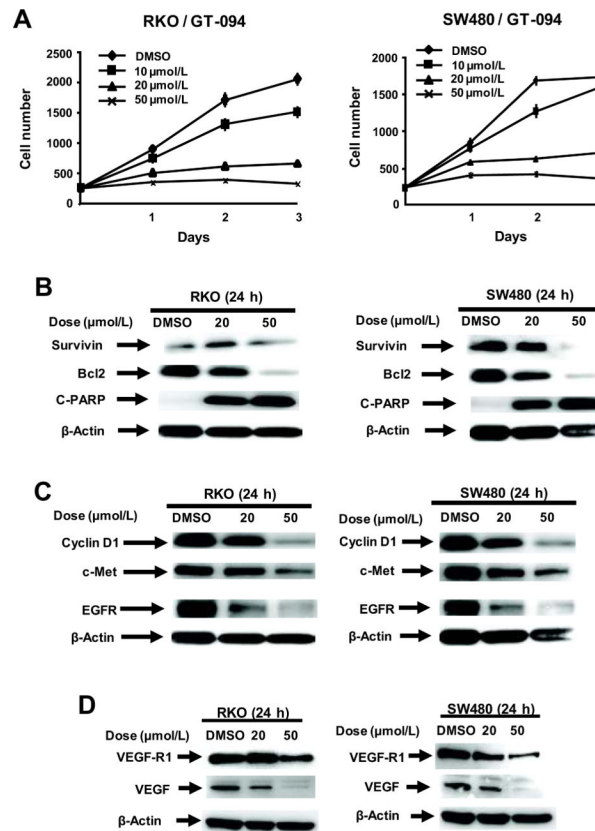 A
RKO / GT-094
SW480 / GT-094
Cell number
2500
2000
1500
1000
500
0
DMSO
10 µmol/L
20 µmol/L
50 µmol/L
1 2 3
Days
Cell number
2000
1500
1000
500
0
DMSO
10 µmol/L
20 µmol/L
50 µmol/L
1 2
Days
B
RKO (24 h)
Dose (µmol/L) DMSO 20 50
Survivin
Bcl2
C-PARP
β-Actin
SW480 (24 h)
Dose (µmol/L) DMSO 20 50
Survivin
Bcl2
C-PARP
β-Actin
C
RKO (24 h)
Dose (µmol/L) DMSO 20 50
Cyclin D1
c-Met
EGFR
β-Actin
SW480 (24 h)
Dose (µmol/L) DMSO 20 50
Cyclin D1
c-Met
EGFR
β-Actin
D
RKO (24 h)
Dose (µmol/L) DMSO 20 50
VEGF-R1
VEGF
β-Actin
SW480 (24 h)
Dose (µmol/L) DMSO 20 50
VEGF-R1
VEGF
β-Actin